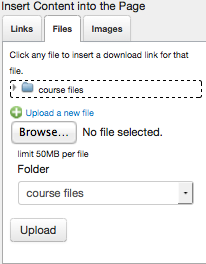 Insert Content into the Page
Links Files Images
Click any file to insert a download link for that
file.
course files
Upload a new file
Browse... No file selected.
limit 50MB per file
Folder
course files
Upload